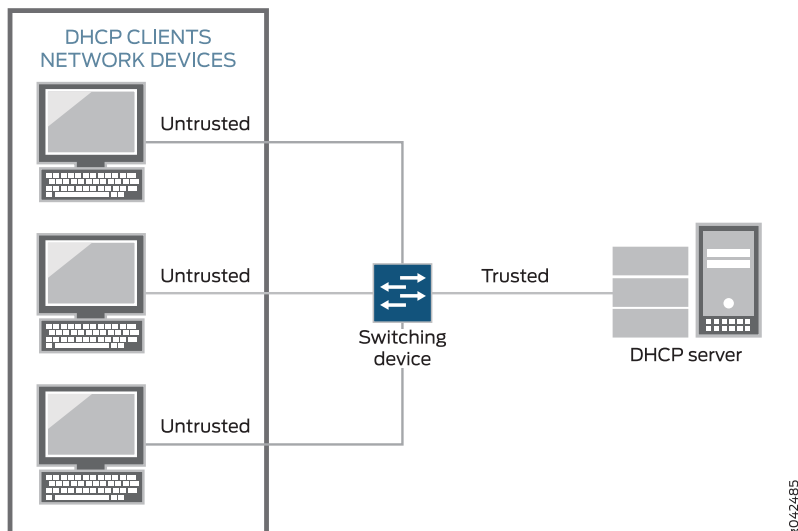 DHCP CLIENTS
NETWORK DEVICES
Untrusted
Untrusted
Trusted
Switching
device
DHCP server
Untrusted